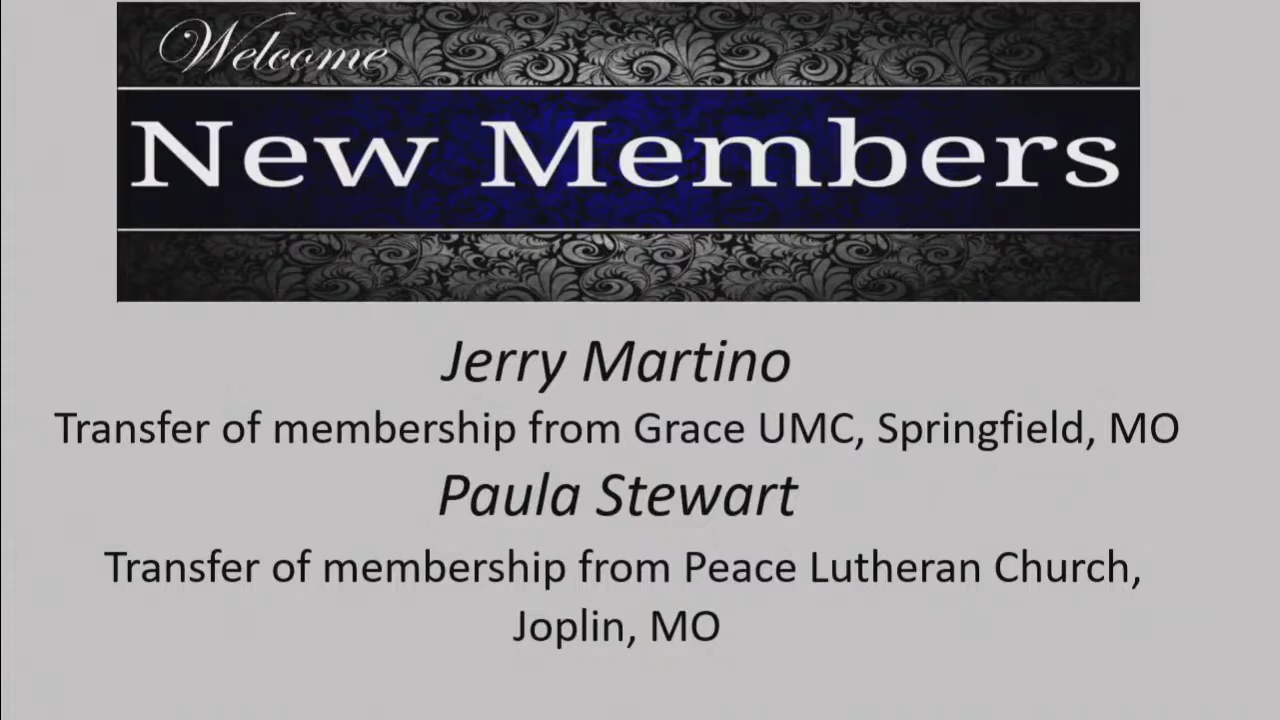 Welcome
New Members
Jerry Martino
Transfer of membership from Grace UMC, Springfield, MO
Paula Stewart
Transfer of membership from Peace Lutheran Church,
Joplin, MO